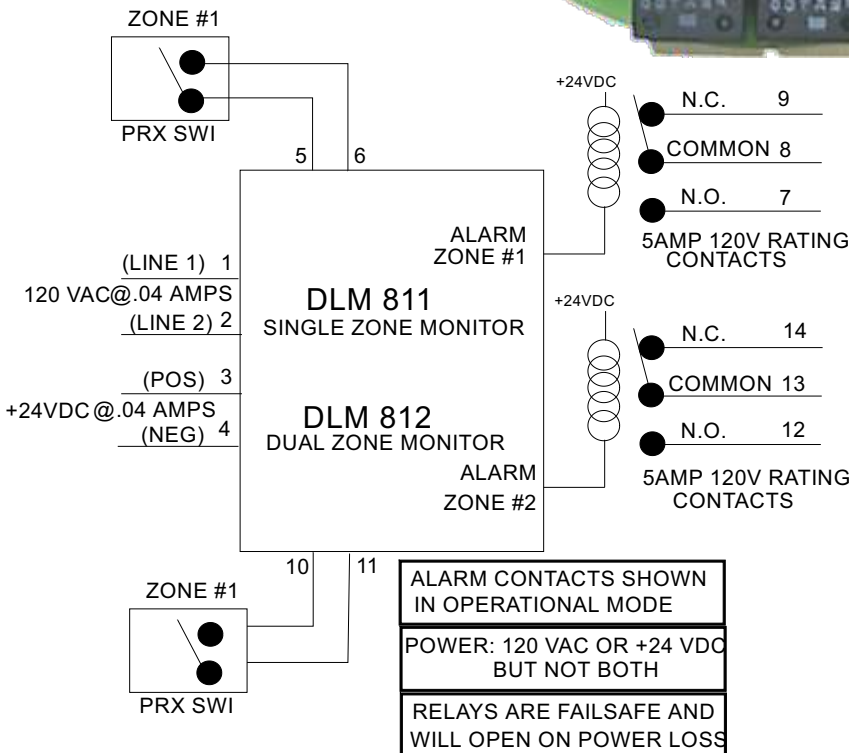 ZONE #1
PRX SWI
5 6
+24VDC
N.C. 9
COMMON 8
N.O. 7
5AMP 120V RATING
CONTACTS
ALARM
ZONE #1
(LINE 1) 1
120 VAC@.04 AMPS
(LINE 2) 2
DLM 811
SINGLE ZONE MONITOR
(POS) 3
+24VDC@.04 AMPS
(NEG) 4
DLM 812
DUAL ZONE MONITOR
+24VDC
N.C. 14
COMMON 13
N.O. 12
5AMP 120V RATING
CONTACTS
ALARM
ZONE #2
10 11
ZONE #1
PRX SWI
ALARM CONTACTS SHOWN
IN OPERATIONAL MODE
POWER: 120 VAC OR +24 VDC
BUT NOT BOTH
RELAYS ARE FAILSAFE AND
WILL OPEN ON POWER LOSS